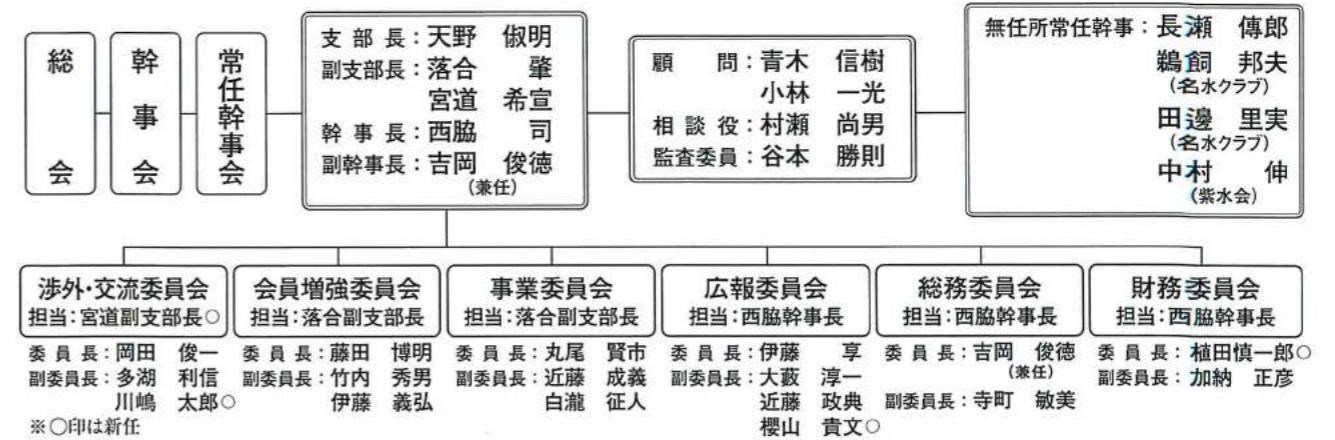 総会
幹事会
常任幹事会
支部長：天野 俶明
副支部長：落合 肇
宮道 希宣
幹事長：西脇 司
副幹事長：吉岡 俊徳
(兼任)
顧問：青木 信樹
小林 一光
相談役：村瀬 尚男
監査委員：谷本 勝則
無任所常任幹事：長瀬 傳郎
鵜飼 邦夫
(名水クラブ)
田邊 里実
(名水クラブ)
中村 伸
(紫水会)
渉外・交流委員会
担当：宮道副支部長○
委員長：岡田 俊一
副委員長：多湖 利信
川嶋 太郎○
※○印は新任
会員増強委員会
担当：落合副支部長
委員長：藤田 博明
副委員長：竹内 秀男
伊藤 義弘
事業委員会
担当：落合副支部長
委員長：丸尾 賢市
副委員長：近藤 成義
白瀧 征人
広報委員会
担当：西脇幹事長
委員長：伊藤 享
副委員長：大藪 淳一
近藤 政典
櫻山 貴文○
総務委員会
担当：西脇幹事長
委員長：吉岡 俊徳
(兼任)
副委員長：寺町 敏美
財務委員会
担当：西脇幹事長
委員長：植田慎一郎○
副委員長：加納 正彦